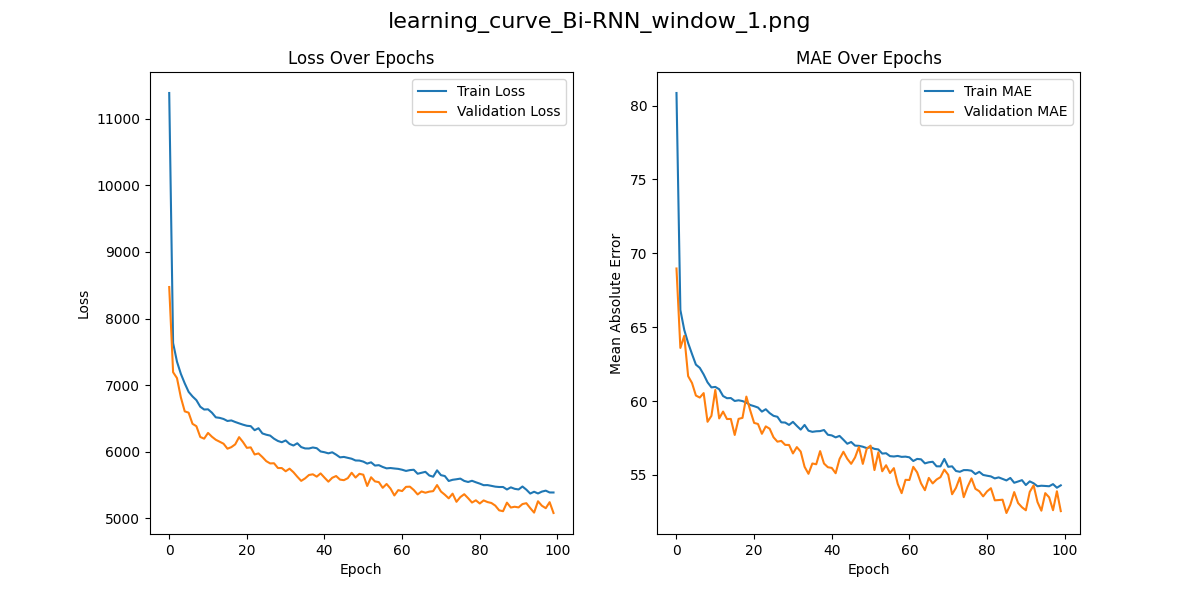 learning_curve_Bi-RNN_window_1.png
Loss Over Epochs
Train Loss
Validation Loss
11000
10000
9000
8000
7000
6000
5000
Loss
0 20 40 60 80 100
Epoch
MAE Over Epochs
Train MAE
Validation MAE
80
75
70
65
60
55
Mean Absolute Error
0 20 40 60 80 100
Epoch